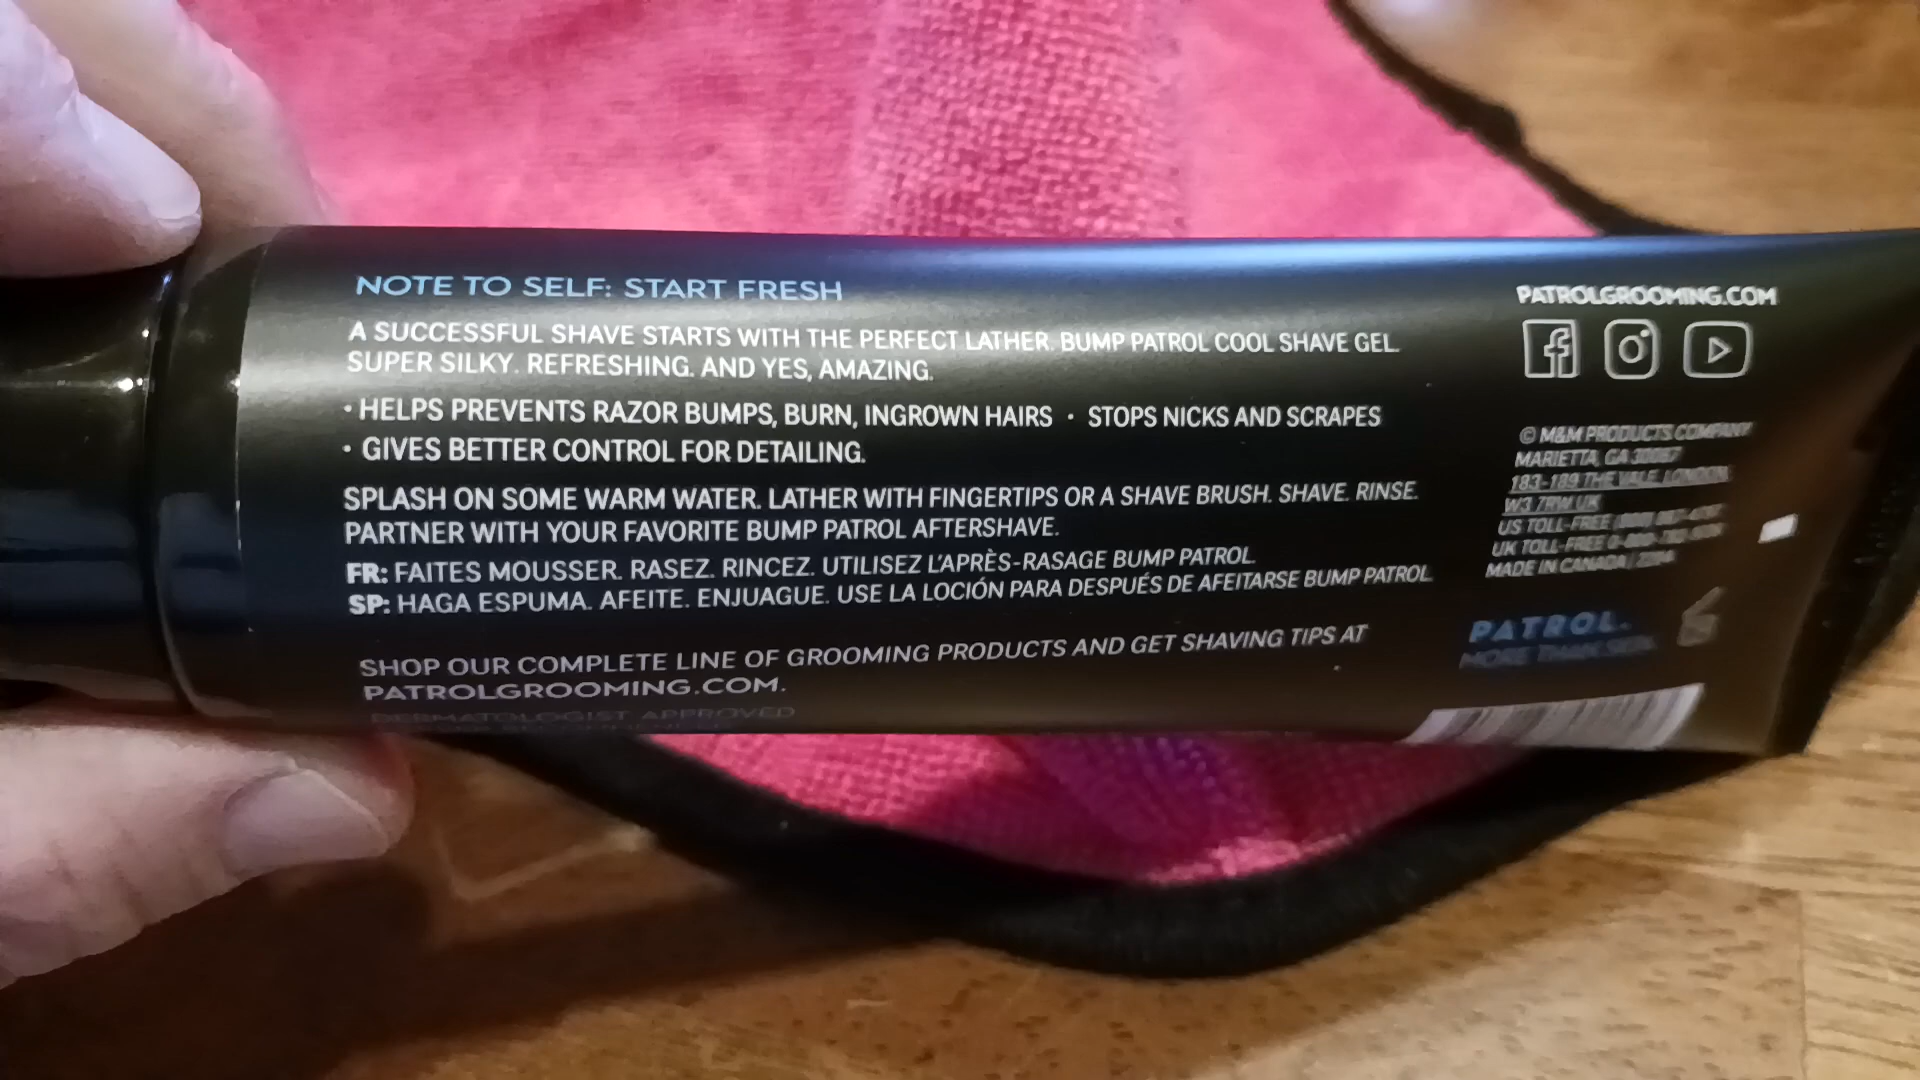 NOTE TO SELF: START FRESH
A SUCCESSFUL SHAVE STARTS WITH THE PERFECT LATHER. BUMP PATROL COOL SHAVE GEL.
SUPER SILKY. REFRESHING. AND YES, AMAZING.
• HELPS PREVENTS RAZOR BUMPS, BURN, INGROWN HAIRS • STOPS NICKS AND SCRAPES
• GIVES BETTER CONTROL FOR DETAILING.
SPLASH ON SOME WARM WATER. LATHER WITH FINGERTIPS OR A SHAVE BRUSH. SHAVE. RINSE.
PARTNER WITH YOUR FAVORITE BUMP PATROL AFTERSHAVE.
FR: FAITES MOUSSER. RASEZ. RINCEZ. UTILISEZ L'APRÈS-RASAGE BUMP PATROL.
SP: HAGA ESPUMA. AFEITE. ENJUAGUE. USE LA LOCIÓN PARA DESPUÉS DE AFEITARSE BUMP PATROL.
SHOP OUR COMPLETE LINE OF GROOMING PRODUCTS AND GET SHAVING TIPS AT
PATROLGROOMING.COM.
DERMATOLOGIST APPROVED
PATROLGROOMING.COM
© M&M PRODUCTS COMPANY
MARIETTA, GA 30067
183-189 THE VALE, LONDON
W3 7RW UK
US TOLL-FREE
UK TOLL-FREE
MADE IN CANADA
PATROL.
MORE THAN SKIN.